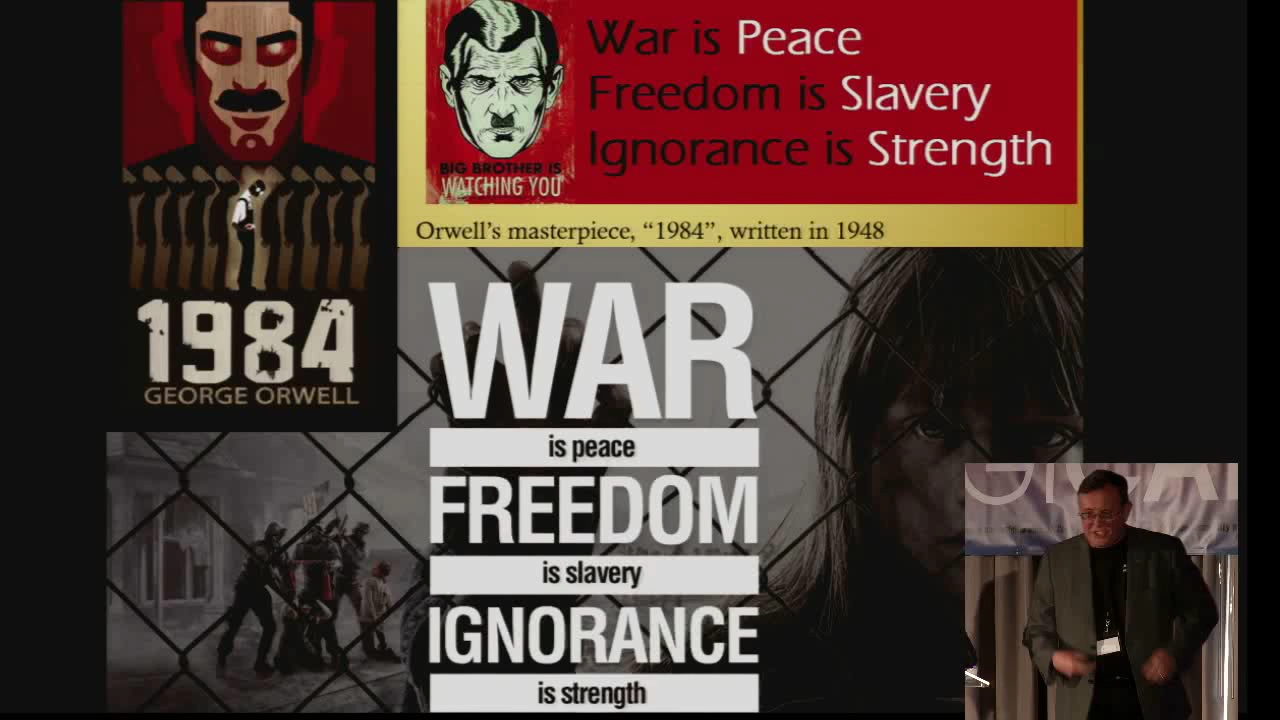 1984
GEORGE ORWELL
BIG BROTHER IS
WATCHING YOU
War is Peace
Freedom is Slavery
Ignorance is Strength
Orwell's masterpiece, “1984”, written in 1948
WAR
is peace
FREEDOM
is slavery
IGNORANCE
is strength